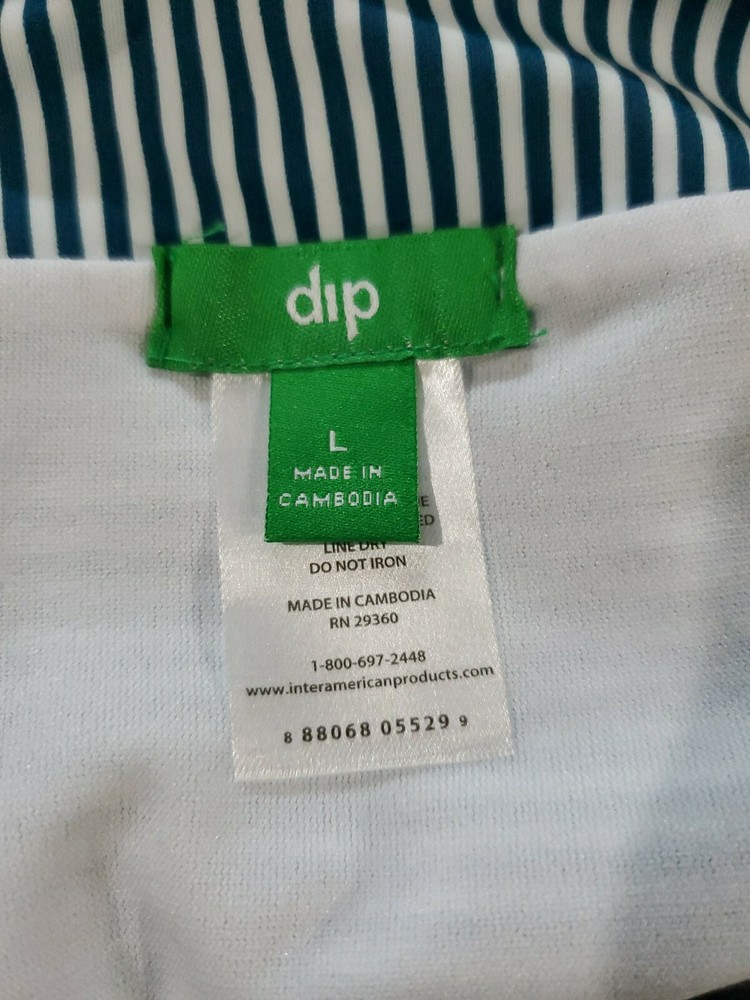 dip
L
MADE IN
CAMBODIA
LINE DRY
DO NOT IRON
MADE IN CAMBODIA
RN 29360
1-800-697-2448
www.interamericanproducts.com
8 88068 05529 9